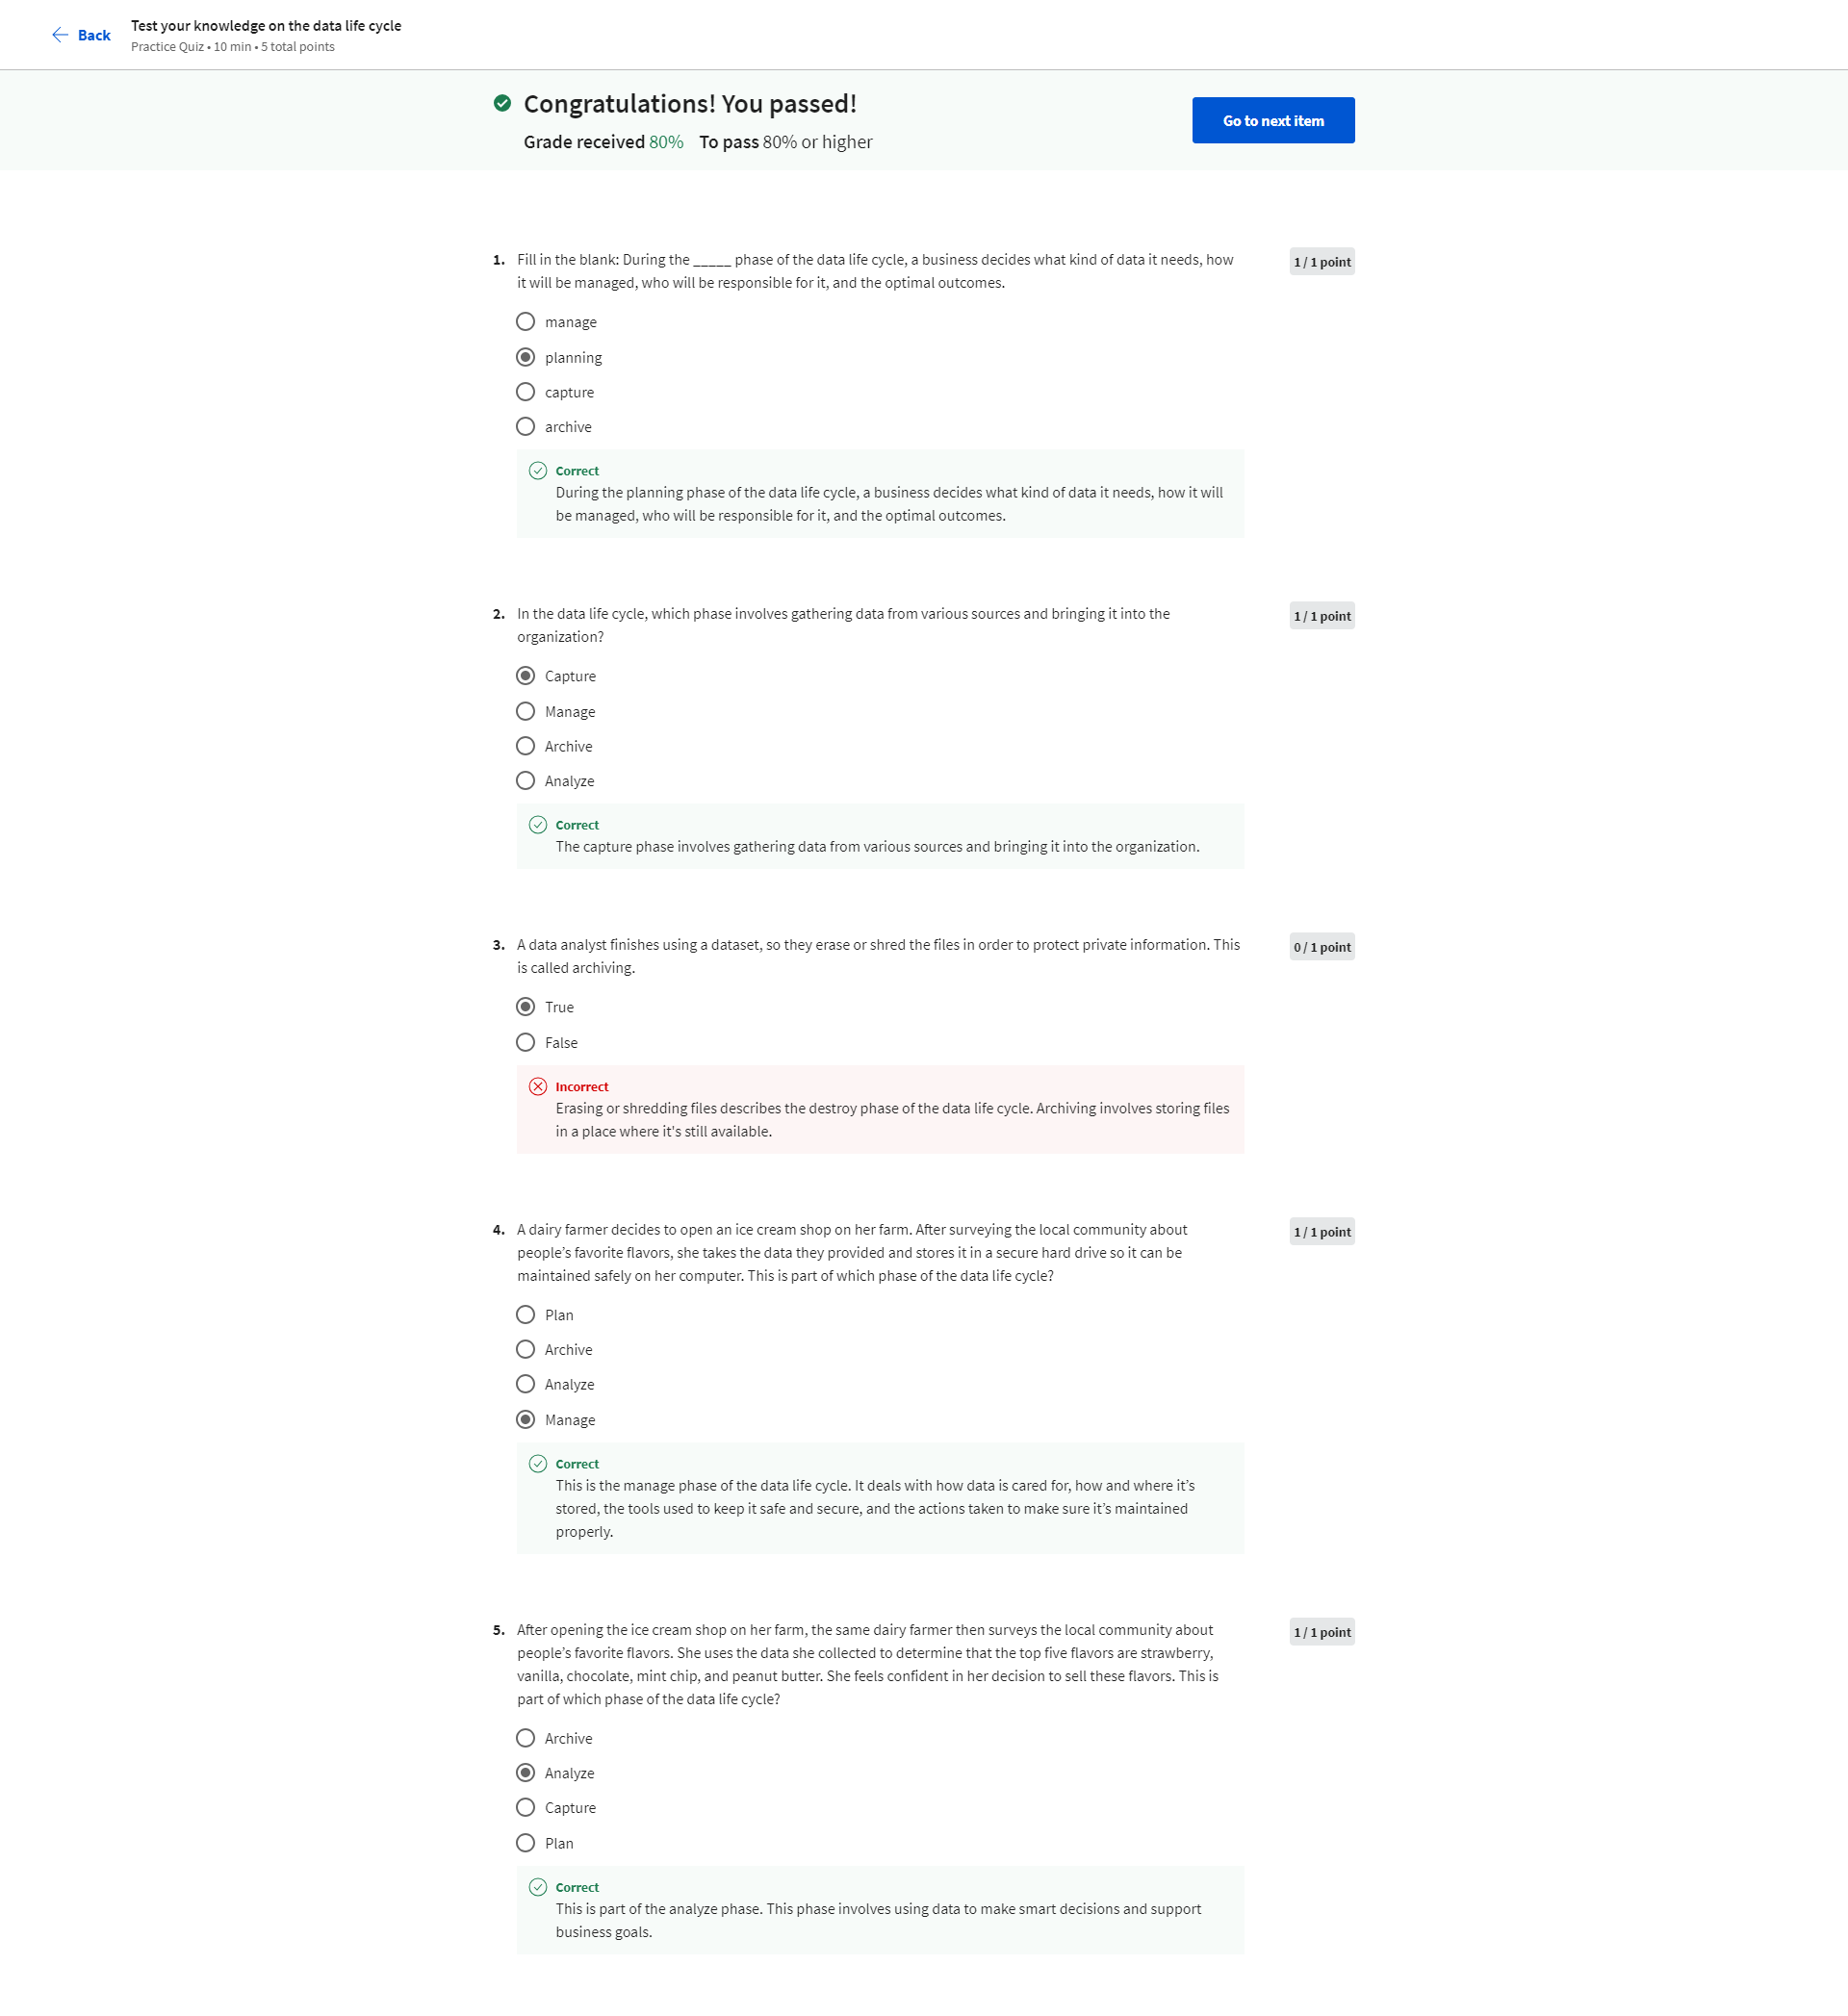 Back
Test your knowledge on the data life cycle
Practice Quiz • 10 min • 5 total points
Congratulations! You passed!
Grade received 80% To pass 80% or higher
Go to next item
1. Fill in the blank: During the _____ phase of the data life cycle, a business decides what kind of data it needs, how
it will be managed, who will be responsible for it, and the optimal outcomes.
1 / 1 point
manage
planning
capture
archive
Correct
During the planning phase of the data life cycle, a business decides what kind of data it needs, how it will
be managed, who will be responsible for it, and the optimal outcomes.
2. In the data life cycle, which phase involves gathering data from various sources and bringing it into the
organization?
1 / 1 point
Capture
Manage
Archive
Analyze
Correct
The capture phase involves gathering data from various sources and bringing it into the organization.
3. A data analyst finishes using a dataset, so they erase or shred the files in order to protect private information. This
is called archiving.
0 / 1 point
True
False
Incorrect
Erasing or shredding files describes the destroy phase of the data life cycle. Archiving involves storing files
in a place where it's still available.
4. A dairy farmer decides to open an ice cream shop on her farm. After surveying the local community about
people’s favorite flavors, she takes the data they provided and stores it in a secure hard drive so it can be
maintained safely on her computer. This is part of which phase of the data life cycle?
1 / 1 point
Plan
Archive
Analyze
Manage
Correct
This is the manage phase of the data life cycle. It deals with how data is cared for, how and where it’s
stored, the tools used to keep it safe and secure, and the actions taken to make sure it’s maintained
properly.
5. After opening the ice cream shop on her farm, the same dairy farmer then surveys the local community about
people’s favorite flavors. She uses the data she collected to determine that the top five flavors are strawberry,
vanilla, chocolate, mint chip, and peanut butter. She feels confident in her decision to sell these flavors. This is
part of which phase of the data life cycle?
1 / 1 point
Archive
Analyze
Capture
Plan
Correct
This is part of the analyze phase. This phase involves using data to make smart decisions and support
business goals.